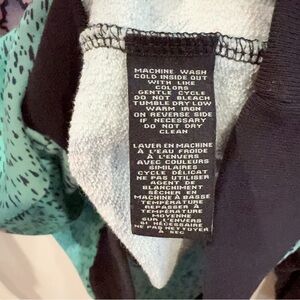 MACHINE WASH
COLD INSIDE OUT
WITH LIKE
COLORS
GENTLE CYCLE
DO NOT BLEACH
TUMBLE DRY LOW
WARM IRON
ON REVERSE SIDE
IF NECESSARY
DO NOT DRY
CLEAN
LAVER EN MACHINE
À L'EAU FROIDE
À L'ENVERS
AVEC COULEURS
SIMILAIRES
CYCLE DÉLICAT
NE PAS UTILISER
AGENT DE
BLANCHIMENT
SÉCHER EN
MACHINE À BASSE
TEMPÉRATURE
REPASSER À
TEMPÉRATURE
MOYENNE
SUR L'ENVERS
SI NÉCESSAIRE
NE PAS NETTOYER
À SEC